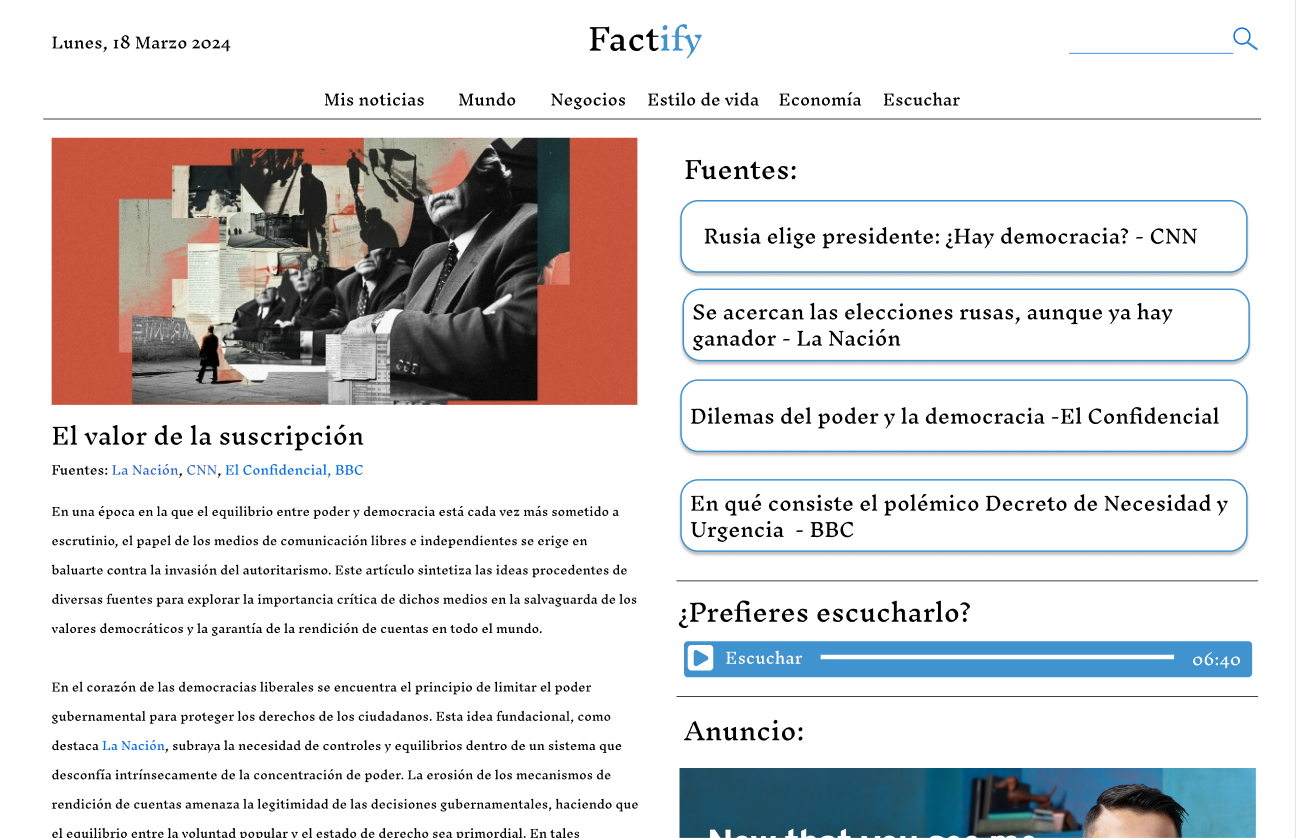 Lunes, 18 Marzo 2024
Factify
Mis noticias Mundo Negocios Estilo de vida Economía Escuchar
El valor de la suscripción
Fuentes: La Nación, CNN, El Confidencial, BBC
En una época en la que el equilibrio entre poder y democracia está cada vez más sometido a
escrutinio, el papel de los medios de comunicación libres e independientes se erige en
baluarte contra la invasión del autoritarismo. Este artículo sintetiza las ideas procedentes de
diversas fuentes para explorar la importancia crítica de dichos medios en la salvaguarda de los
valores democráticos y la garantía de la rendición de cuentas en todo el mundo.
En el corazón de las democracias liberales se encuentra el principio de limitar el poder
gubernamental para proteger los derechos de los ciudadanos. Esta idea fundacional, como
destaca La Nación, subraya la necesidad de controles y equilibrios dentro de un sistema que
desconfía intrínsecamente de la concentración de poder. La erosión de los mecanismos de
rendición de cuentas amenaza la legitimidad de las decisiones gubernamentales, haciendo que
el equilibrio entre la voluntad popular y el estado de derecho sea primordial. En tales
Fuentes:
Rusia elige presidente: ¿Hay democracia? - CNN
Se acercan las elecciones rusas, aunque ya hay
ganador - La Nación
Dilemas del poder y la democracia -El Confidencial
En qué consiste el polémico Decreto de Necesidad y
Urgencia - BBC
¿Prefieres escucharlo?
Escuchar 06:40
Anuncio:
Now that you see me